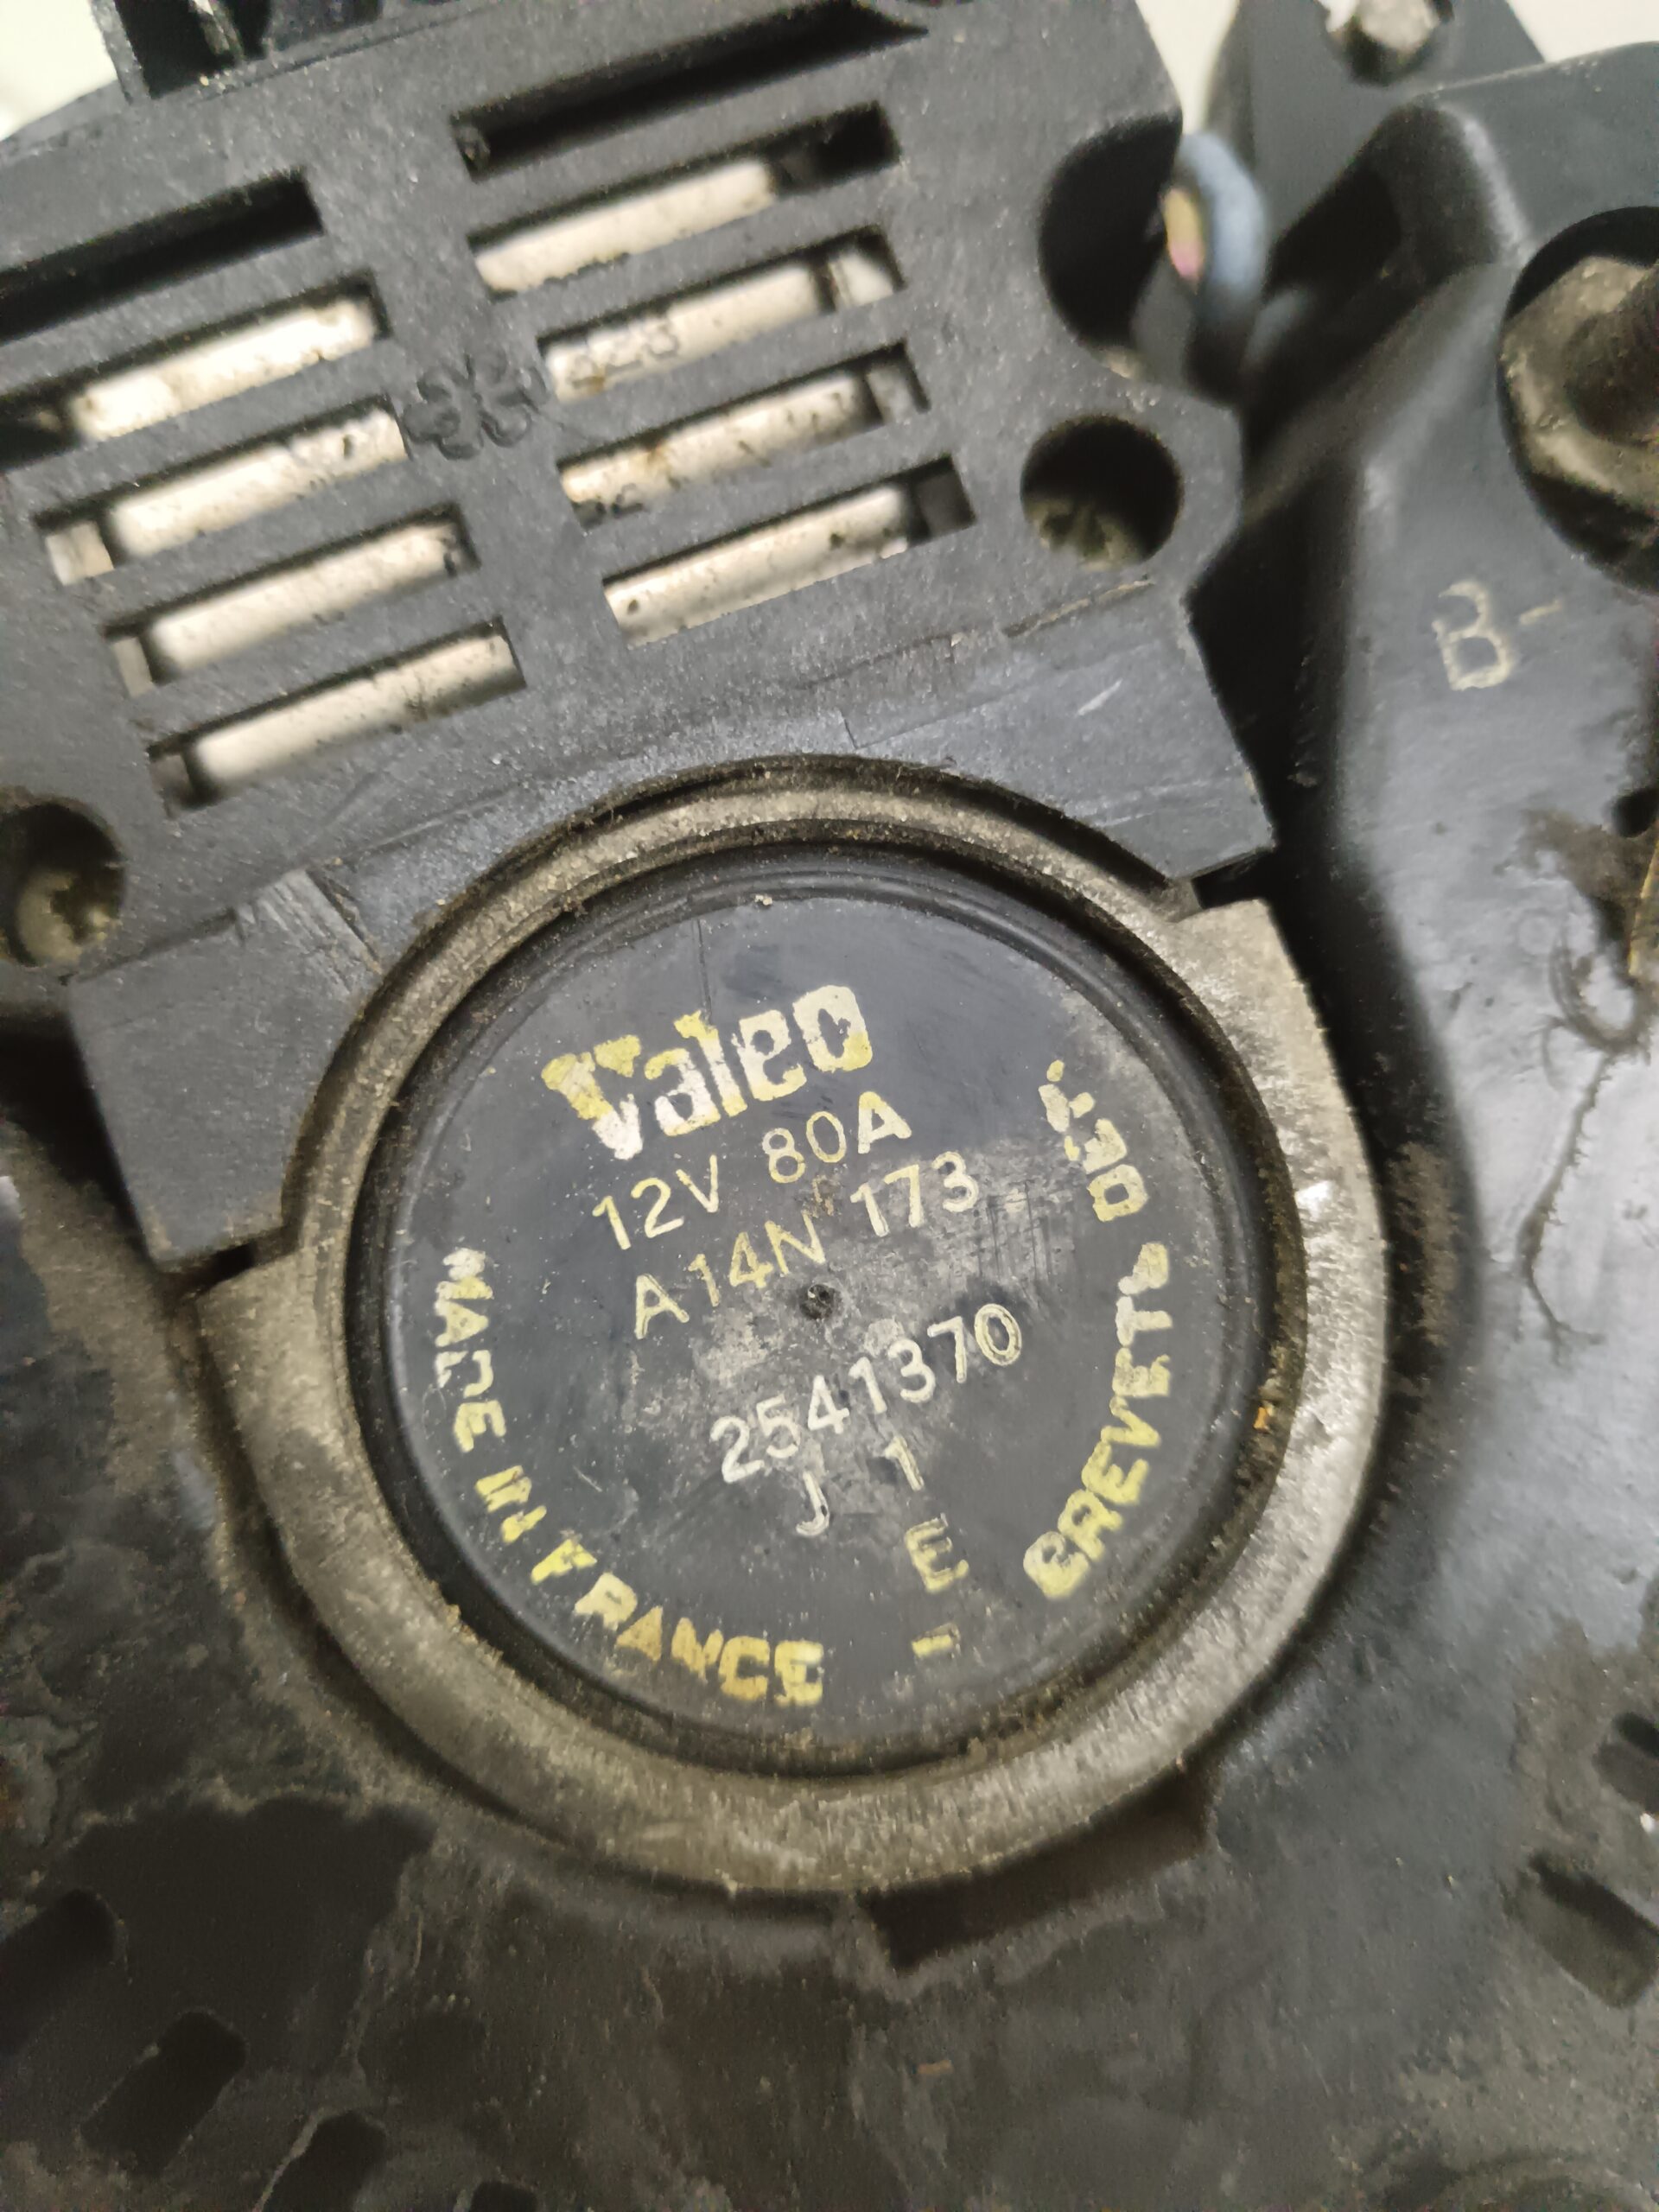 B-
Valeo
12V 80A
A14N 173
2541370
J 1
E
-
MADE IN FRANCE
BREVETE